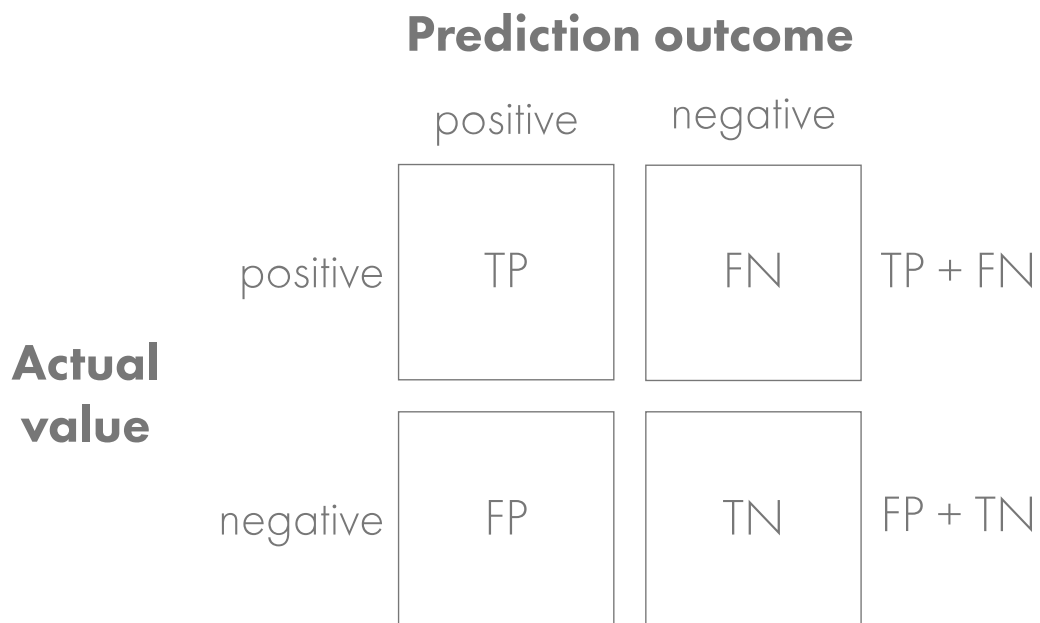 Prediction outcome
positive negative
positive TP FN TP + FN
Actual
value
negative FP TN FP + TN